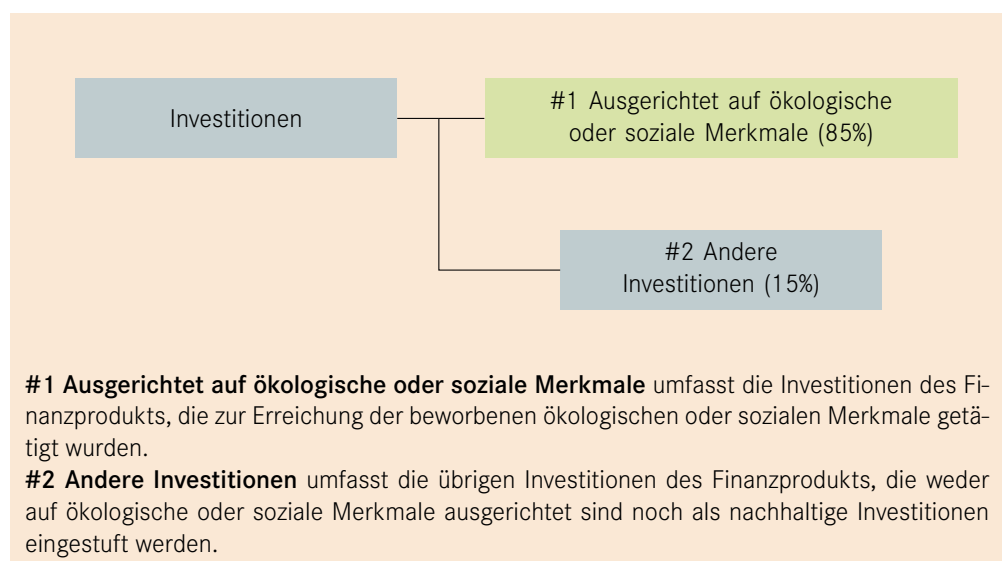 Investitionen
#1 Ausgerichtet auf ökologische
oder soziale Merkmale (85%)
#2 Andere
Investitionen (15%)
#1 Ausgerichtet auf ökologische oder soziale Merkmale umfasst die Investitionen des Fi-
nanzprodukts, die zur Erreichung der beworbenen ökologischen oder sozialen Merkmale getä-
tigt wurden.
#2 Andere Investitionen umfasst die übrigen Investitionen des Finanzprodukts, die weder
auf ökologische oder soziale Merkmale ausgerichtet sind noch als nachhaltige Investitionen
eingestuft werden.